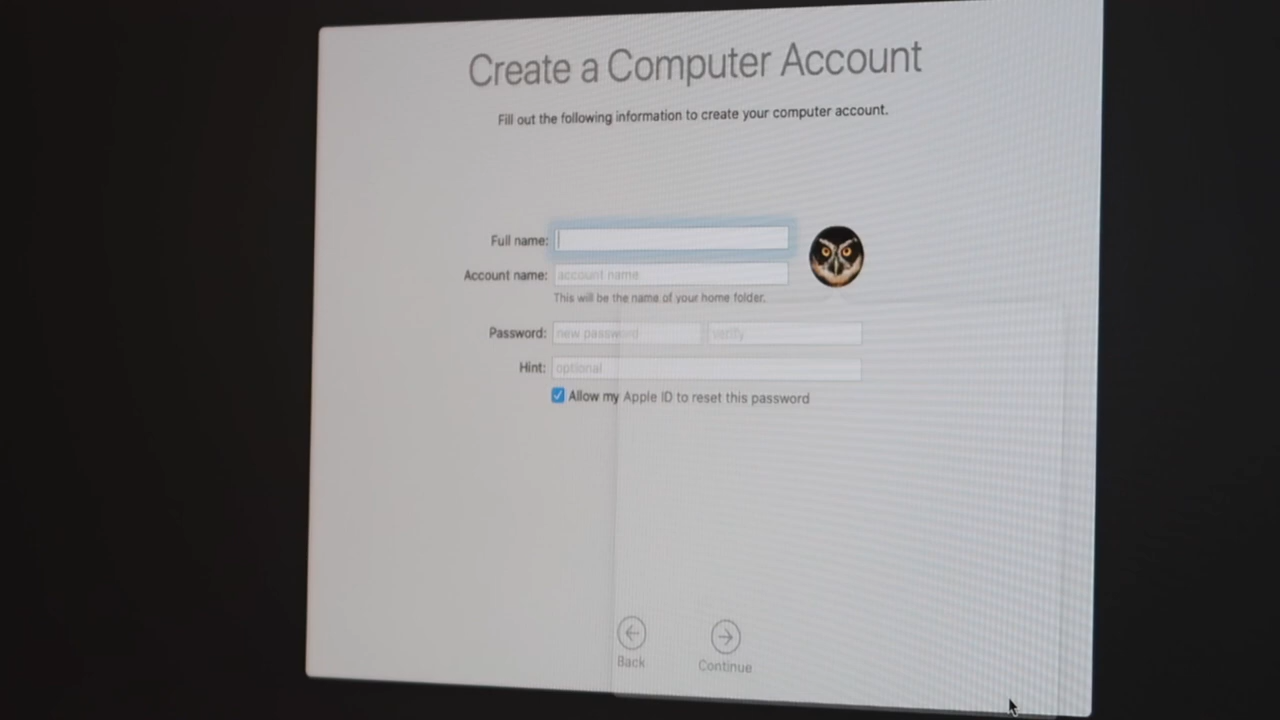 Create a Computer Account
Fill out the following information to create your computer account.
Full name:
Account name: account name
This will be the name of your home folder.
Password: new password verify
Hint: optional
Allow my Apple ID to reset this password
Back Continue